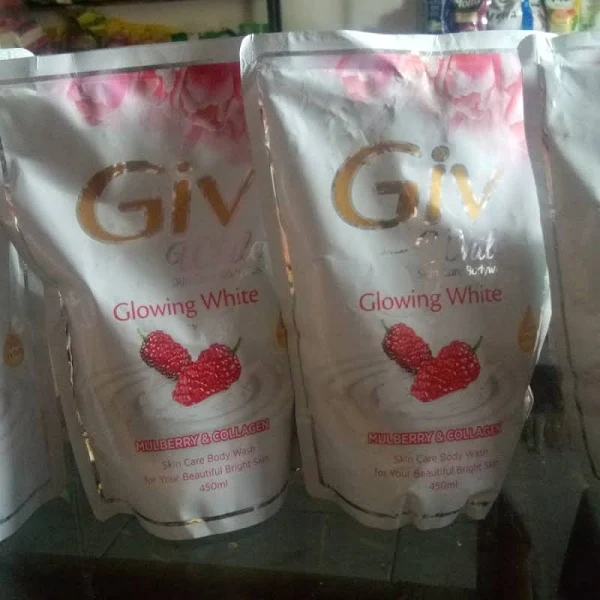 Giv
Glowing White
MULBERRY & COLLAGEN
Skin Care Body Wash
for Your Beautiful Bright Skin
450ml
Giv
Glowing White
MULBERRY & COLLAGEN
Skin Care Body Wash
for Your Beautiful Bright Skin
450ml